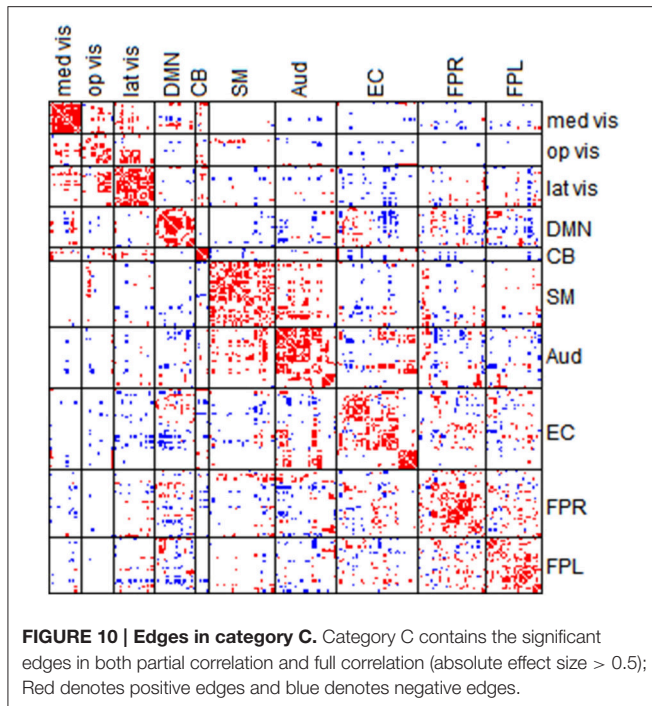 med vis
op vis
lat vis
DMN
CB
SM
Aud
EC
FPR
FPL
med vis
op vis
lat vis
DMN
CB
SM
Aud
EC
FPR
FPL
FIGURE 10 | Edges in category C. Category C contains the significant
edges in both partial correlation and full correlation (absolute effect size > 0.5);
Red denotes positive edges and blue denotes negative edges.